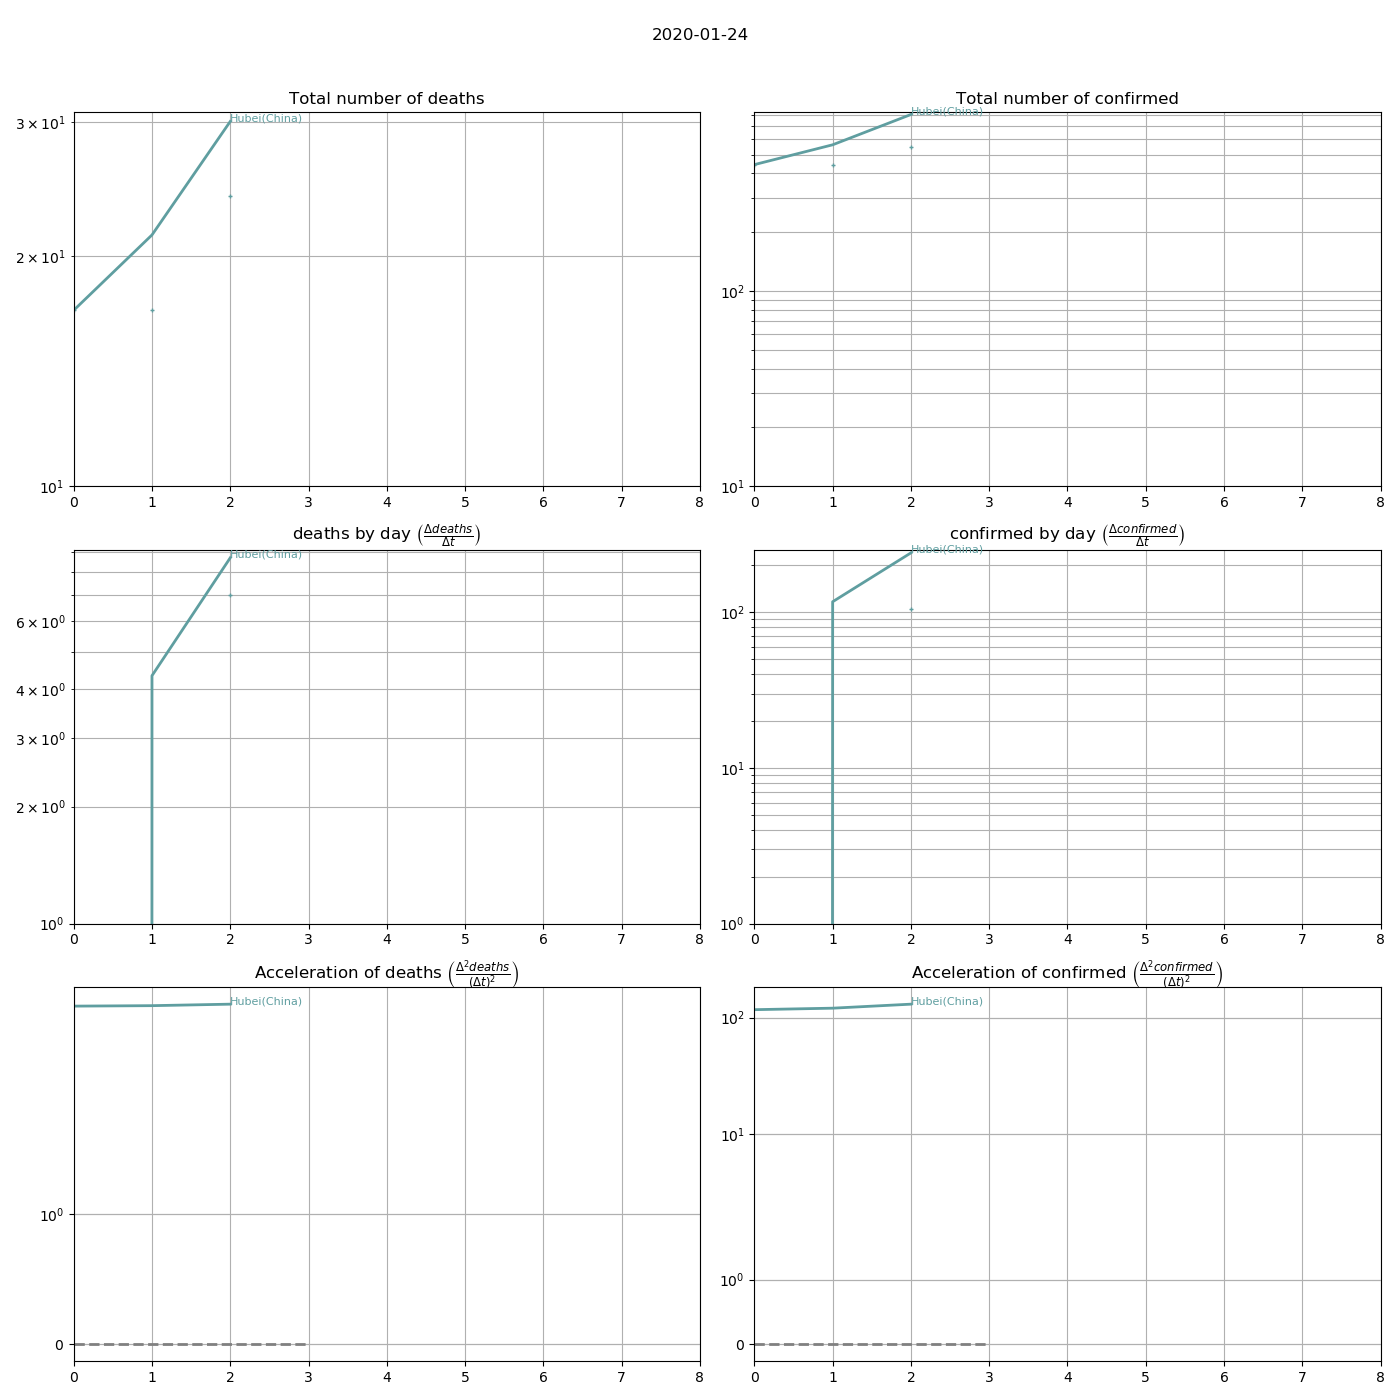 2020-01-24
Total number of deaths
Total number of confirmed
3 × 10^1
2 × 10^1
10^1
Hubei(China)
0 1 2 3 4 5 6 7 8
10^2
10^1
Hubei(China)
0 1 2 3 4 5 6 7 8
deaths by day (Δdeaths/Δt)
confirmed by day (Δconfirmed/Δt)
6 × 10^0
4 × 10^0
3 × 10^0
2 × 10^0
10^0
Hubei(China)
0 1 2 3 4 5 6 7 8
10^2
10^1
10^0
Hubei(China)
0 1 2 3 4 5 6 7 8
Acceleration of deaths (Δ^2deaths/(Δt)^2)
Acceleration of confirmed (Δ^2confirmed/(Δt)^2)
10^0
0
Hubei(China)
0 1 2 3 4 5 6 7 8
10^2
10^1
10^0
0
Hubei(China)
0 1 2 3 4 5 6 7 8